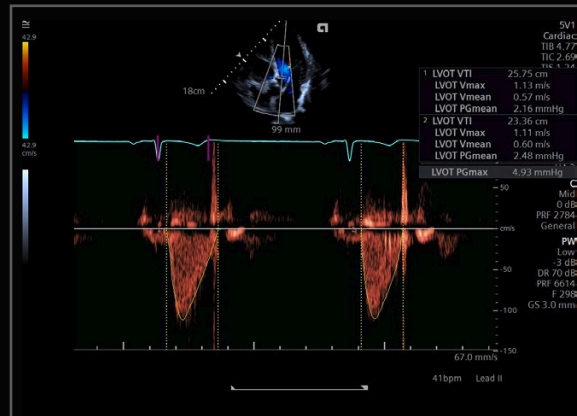 5V1
Cardiac
TIB 4.77
TIC 2.69
42.9
18cm
99 mm
42.9
cm/s
1 LVOT VTI 25.75 cm
LVOT Vmax 1.13 m/s
LVOT Vmean 0.57 m/s
LVOT PGmean 2.16 mmHg
2 LVOT VTI 23.36 cm
LVOT Vmax 1.11 m/s
LVOT Vmean 0.60 m/s
LVOT PGmean 2.48 mmHg
LVOT PGmax 4.93 mmHg
C
Mid
0 dB
PRF 2784
General
PW
Low
-3 dB
DR 70 dB
PRF 6614
F 298
GS 3.0 mm
50
cm/s
-50
-100
-150
67.0 mm/s
41bpm Lead II